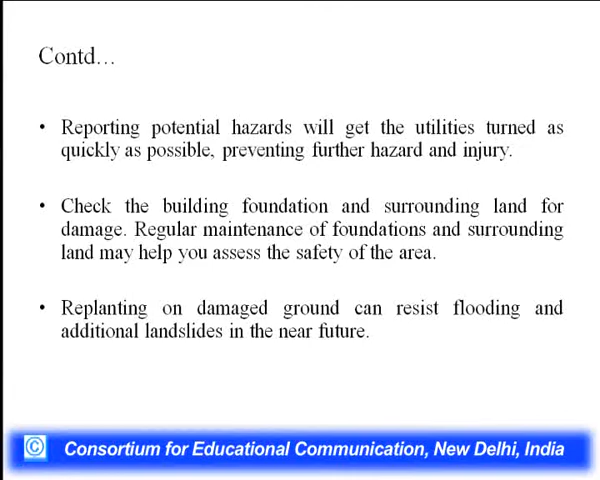 Contd...
• Reporting potential hazards will get the utilities turned as
quickly as possible, preventing further hazard and injury.
• Check the building foundation and surrounding land for
damage. Regular maintenance of foundations and surrounding
land may help you assess the safety of the area.
• Replanting on damaged ground can resist flooding and
additional landslides in the near future.
© Consortium for Educational Communication, New Delhi, India